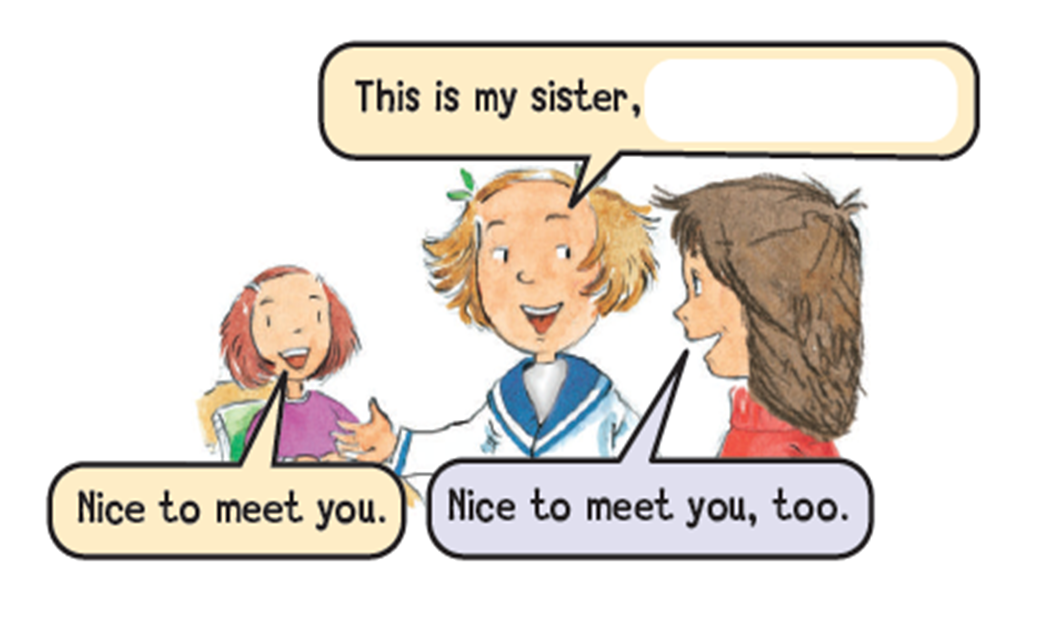 This is my sister,
Nice to meet you.
Nice to meet you, too.